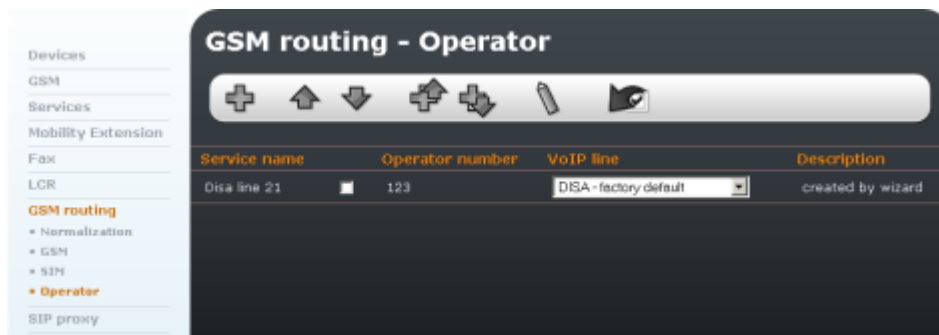 Devices
GSM
Services
Mobility Extension
Fax
LCR
GSM routing
Normalization
GSM
SIM
Operator
SIP proxy
GSM routing - Operator
Service name Operator number VoIP line Description
Disa line 21 123 DISA - factory default created by wizard